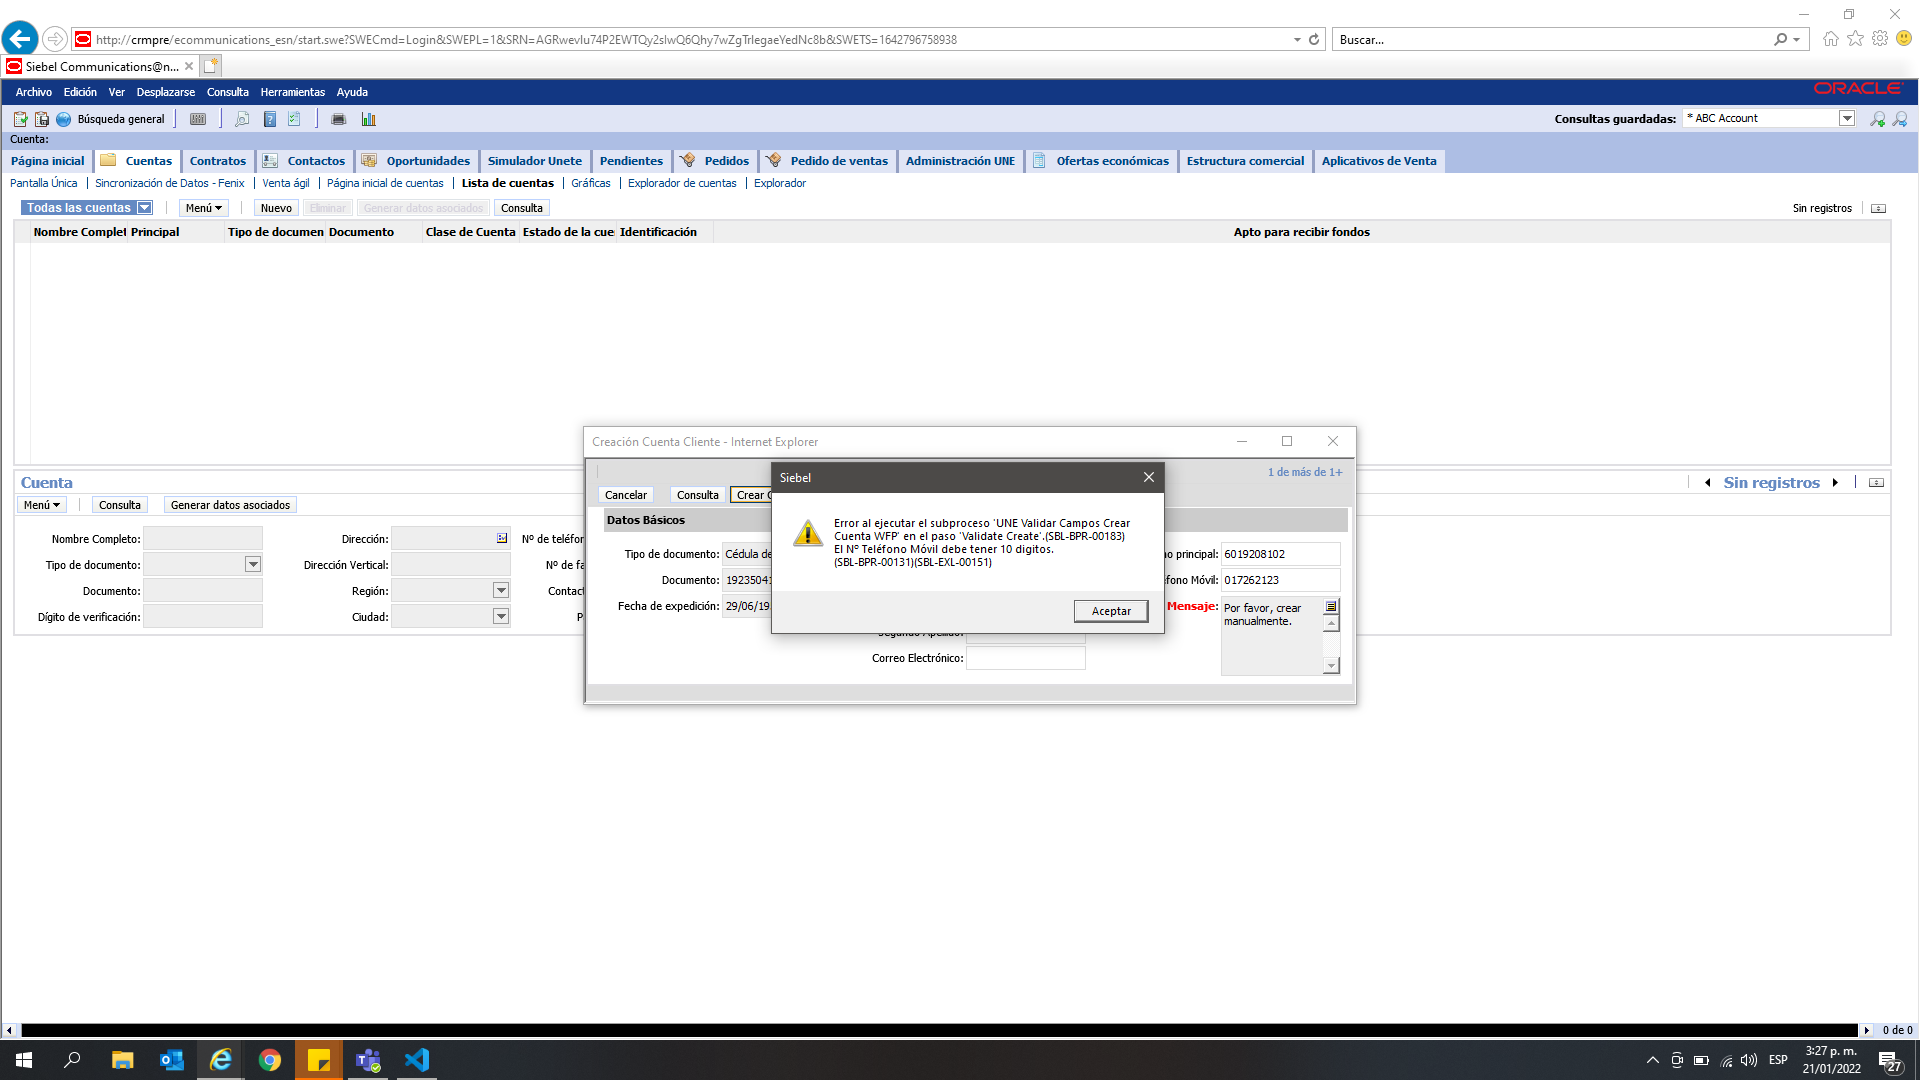 http://crmpre/ecommunications_esn/start.swe?SWECmd=Login&SWEPL=1&SRN=AGRwevIu74P2EWTQy2slwQ6Qhy7wZgTrlegaeYedNc8b&SWETS=1642796758938
Buscar...
Siebel Communications@n...
Archivo Edición Ver Desplazarse Consulta Herramientas Ayuda
ORACLE
Búsqueda general
Consultas guardadas: * ABC Account
Cuenta:
Página inicial Cuentas Contratos Contactos Oportunidades Simulador Unete Pendientes Pedidos Pedido de ventas Administración UNE Ofertas económicas Estructura comercial Aplicativos de Venta
Pantalla Única Sincronización de Datos - Fenix Venta ágil Página inicial de cuentas Lista de cuentas Gráficas Explorador de cuentas Explorador
Todas las cuentas Menú Nuevo Eliminar Generar datos asociados Consulta Sin registros
Nombre Complet Principal Tipo de documen Documento Clase de Cuenta Estado de la cue Identificación Apto para recibir fondos
Creación Cuenta Cliente - Internet Explorer
1 de más de 1+
Cancelar Consulta Crear C
Datos Básicos
Tipo de documento: Cédula de
Documento: 19235041
Fecha de expedición: 29/06/19
Correo Electrónico:
no principal: 6019208102
éfono Móvil: 017262123
Mensaje: Por favor, crear
manualmente.
Siebel
Error al ejecutar el subproceso 'UNE Validar Campos Crear
Cuenta WFP' en el paso 'Validate Create'.(SBL-BPR-00183)
El Nº Teléfono Móvil debe tener 10 digitos.
(SBL-BPR-00131)(SBL-EXL-00151)
Aceptar
Cuenta
Sin registros
Menú Consulta Generar datos asociados
Nombre Completo: Dirección: Nº de teléfor
Tipo de documento: Dirección Vertical: Nº de fa
Documento: Región: Contac
Dígito de verificación: Ciudad: P
0 de 0
ESP
3:27 p. m.
21/01/2022
27